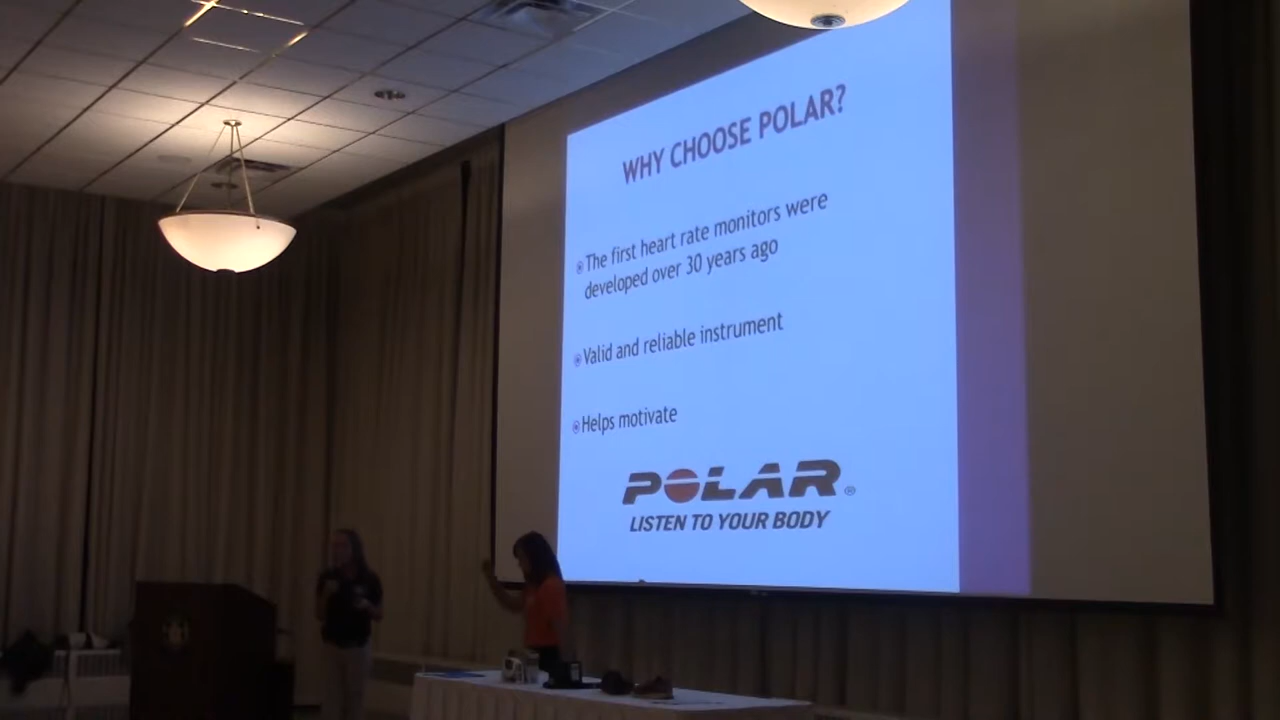 WHY CHOOSE POLAR?
The first heart rate monitors were
developed over 30 years ago
Valid and reliable instrument
Helps motivate
POLAR®
LISTEN TO YOUR BODY